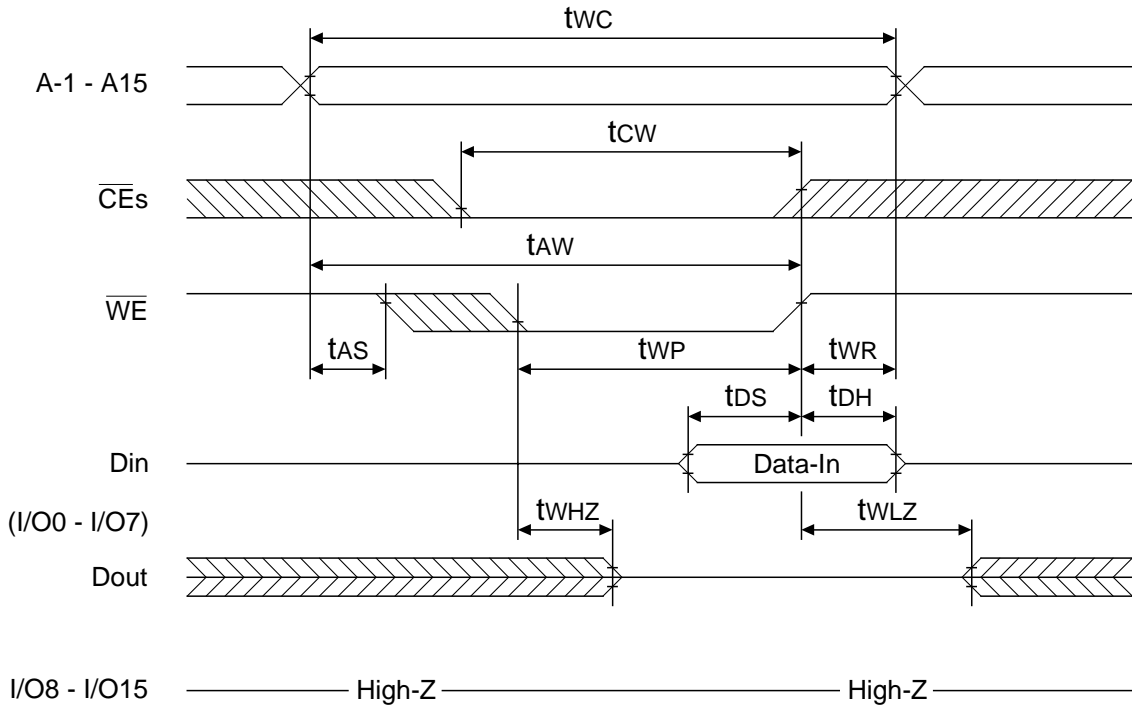 tWC
A-1 - A15
tCW
CEs
tAW
WE
tAS
tWP
tWR
tDS
tDH
Din
Data-In
(I/O0 - I/O7)
tWHZ
tWLZ
Dout
I/O8 - I/O15
High-Z
High-Z